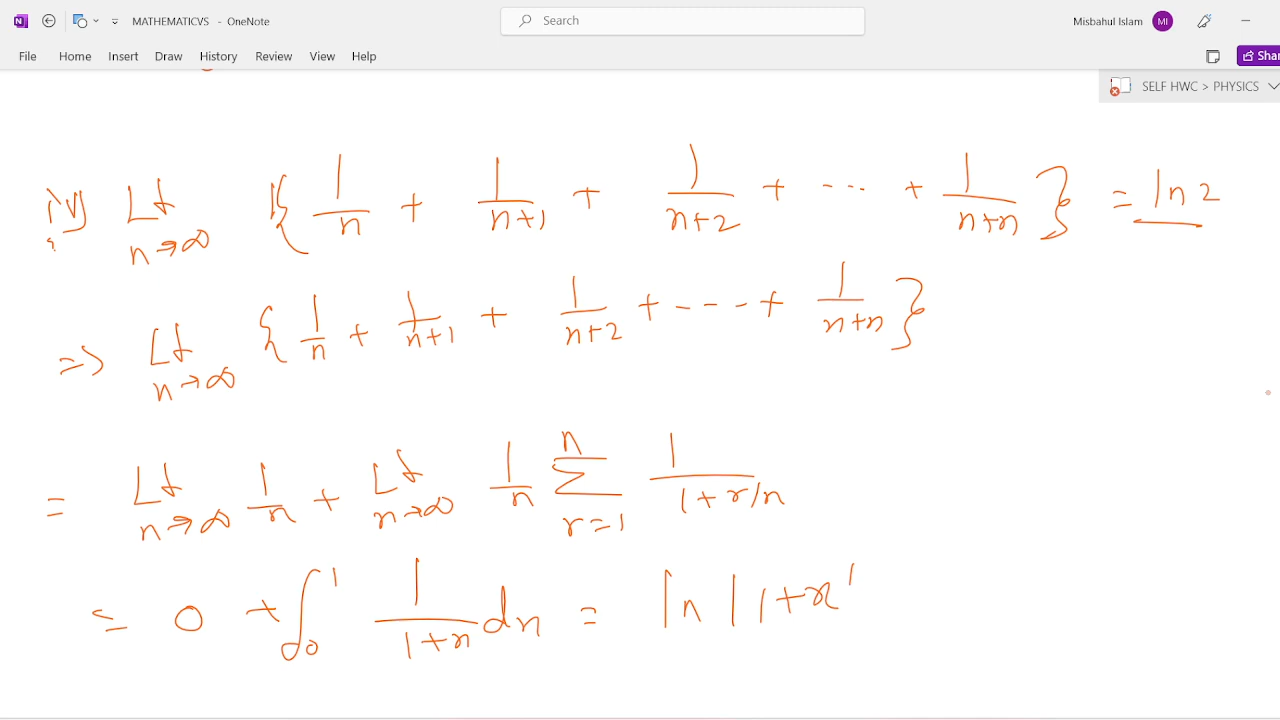 MATHEMATICVS - OneNote
Search
Misbahul Islam MI
File Home Insert Draw History Review View Help
Shar
SELF HWC > PHYSICS
iv) Lt n→∞ { 1/n + 1/(n+1) + 1/(n+2) + ... + 1/(n+n) } = ln 2
=> Lt n→∞ { 1/n + 1/(n+1) + 1/(n+2) + ---- + 1/(n+n) }
= Lt n→∞ 1/n + Lt n→∞ 1/n Σ r=1 n 1/(1+r/n)
= 0 + ∫ 0 1 1/(1+x) dx = ln |1+x|